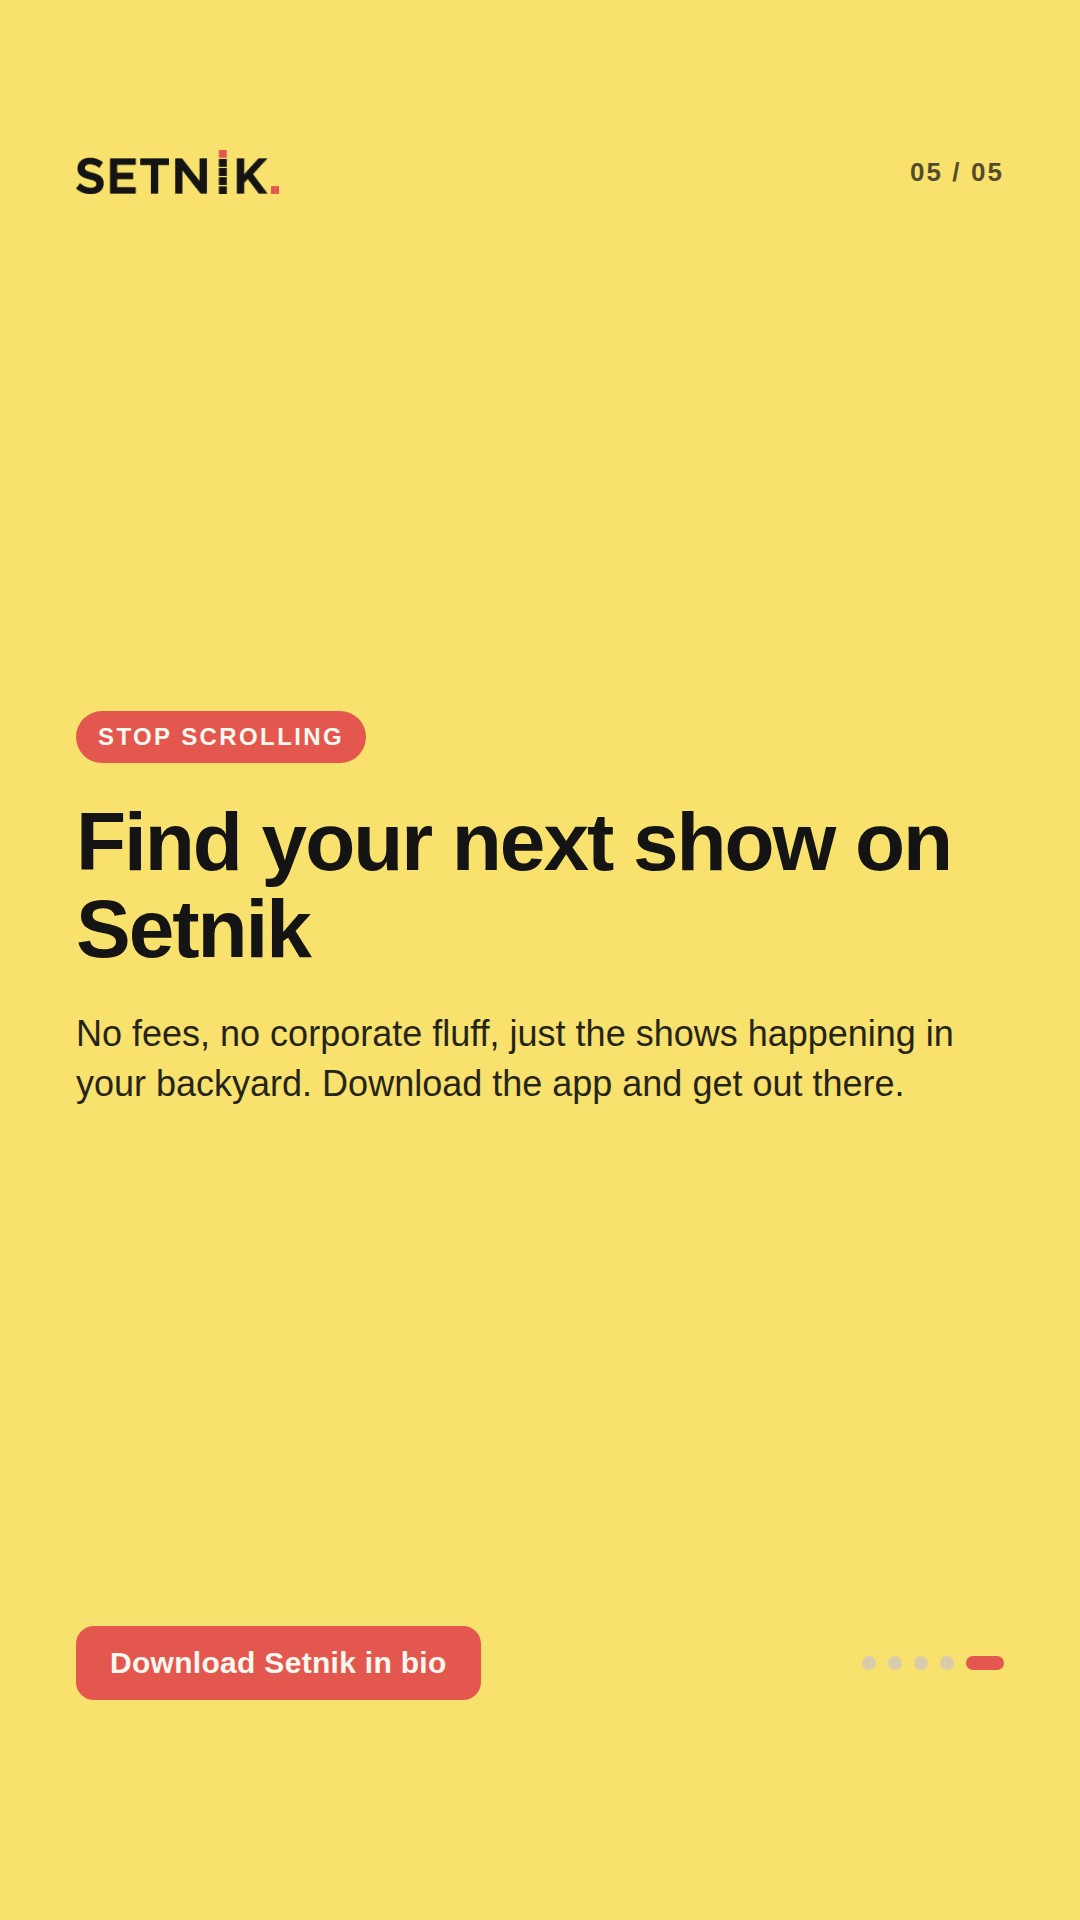 SETNIK.
05 / 05
STOP SCROLLING
Find your next show on
Setnik
No fees, no corporate fluff, just the shows happening in
your backyard. Download the app and get out there.
Download Setnik in bio